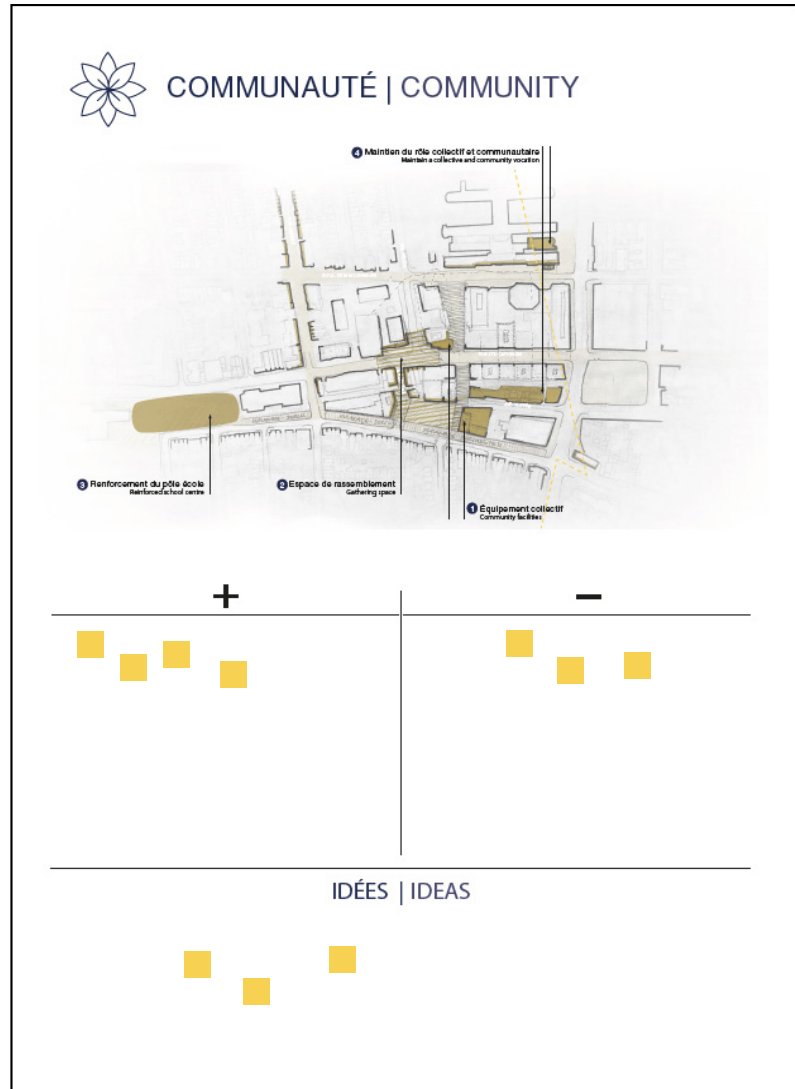 COMMUNAUTÉ | COMMUNITY
4 Maintien du rôle collectif et communautaire
Maintain a collective and community vocation
3 Renforcement du pôle école
Reinforced school centre
2 Espace de rassemblement
Gathering space
1 Équipement collectif
Community facilities
+
−
IDÉES | IDEAS